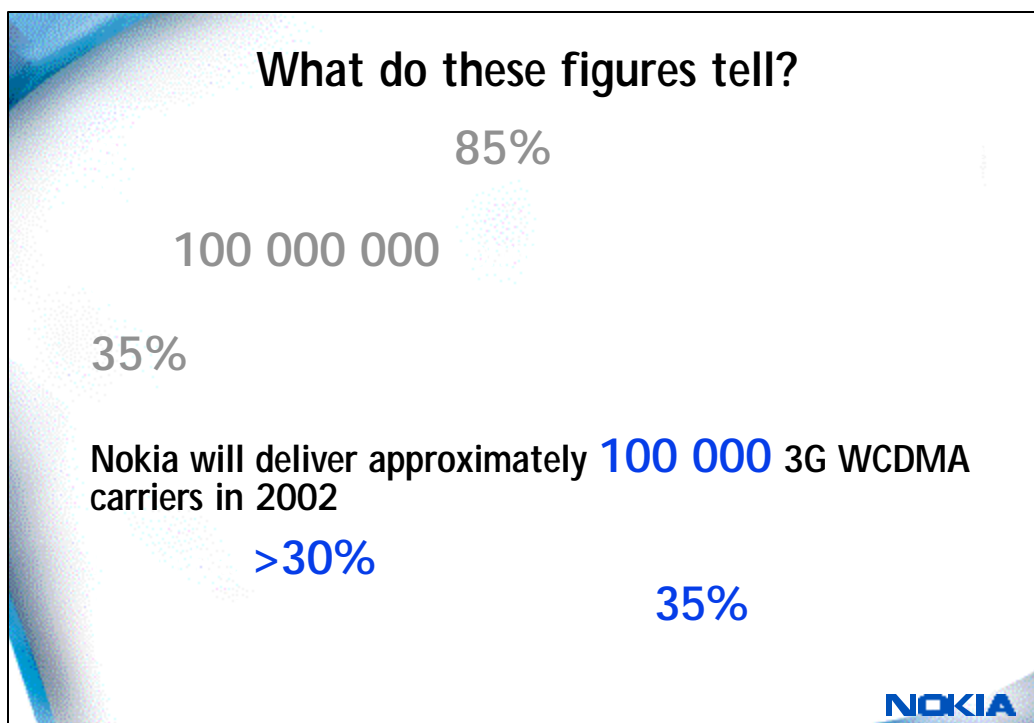 What do these figures tell?
85%
100 000 000
35%
Nokia will deliver approximately 100 000 3G WCDMA
carriers in 2002
>30%
35%
NOKIA